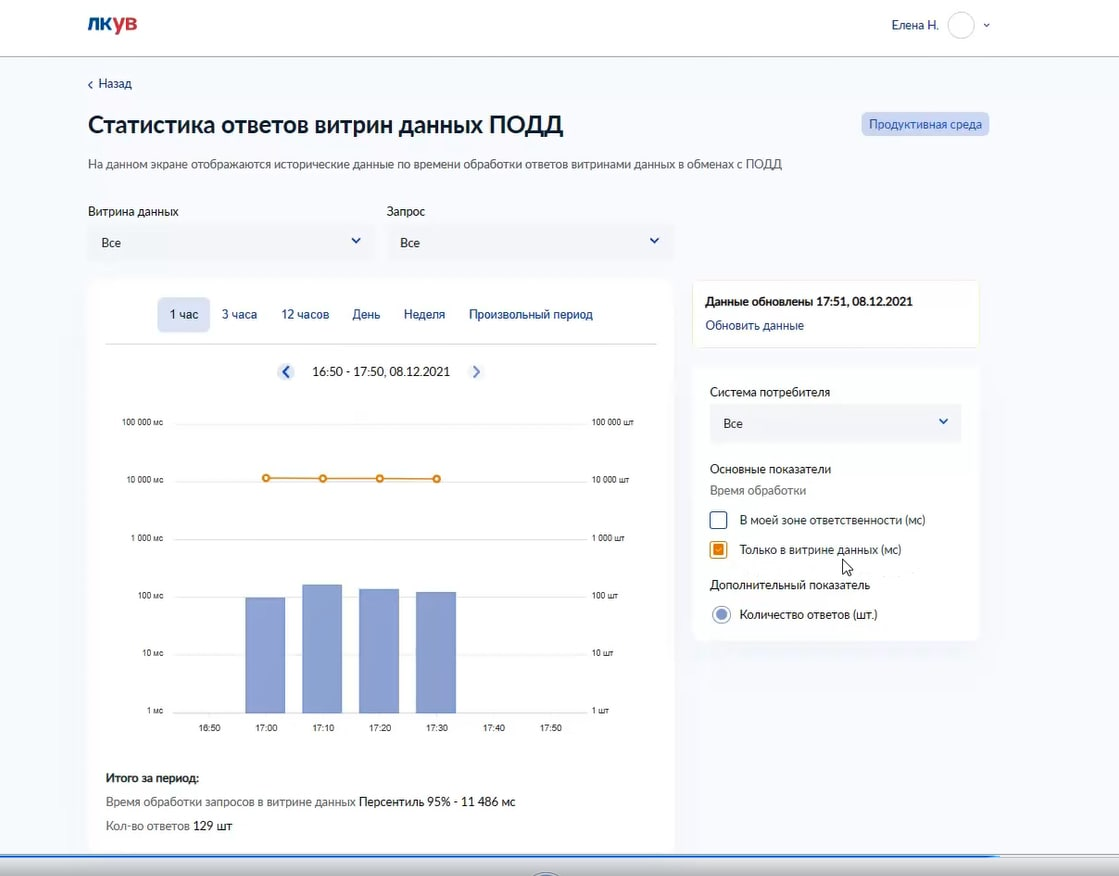 ЛКУВ
Елена Н.
Назад
Статистика ответов витрин данных ПОДД
Продуктивная среда
На данном экране отображаются исторические данные по времени обработки ответов витринами данных в обменах с ПОДД
Витрина данных
Запрос
Все
Все
1 час 3 часа 12 часов День Неделя Произвольный период
16:50 - 17:50, 08.12.2021
100 000 мс
10 000 мс
1 000 мс
100 мс
10 мс
1 мс
100 000 шт
10 000 шт
1 000 шт
100 шт
10 шт
1 шт
16:50 17:00 17:10 17:20 17:30 17:40 17:50
Итого за период:
Время обработки запросов в витрине данных Персентиль 95% - 11 486 мс
Кол-во ответов 129 шт
Данные обновлены 17:51, 08.12.2021
Обновить данные
Система потребителя
Все
Основные показатели
Время обработки
В моей зоне ответственности (мс)
Только в витрине данных (мс)
Дополнительный показатель
Количество ответов (шт.)